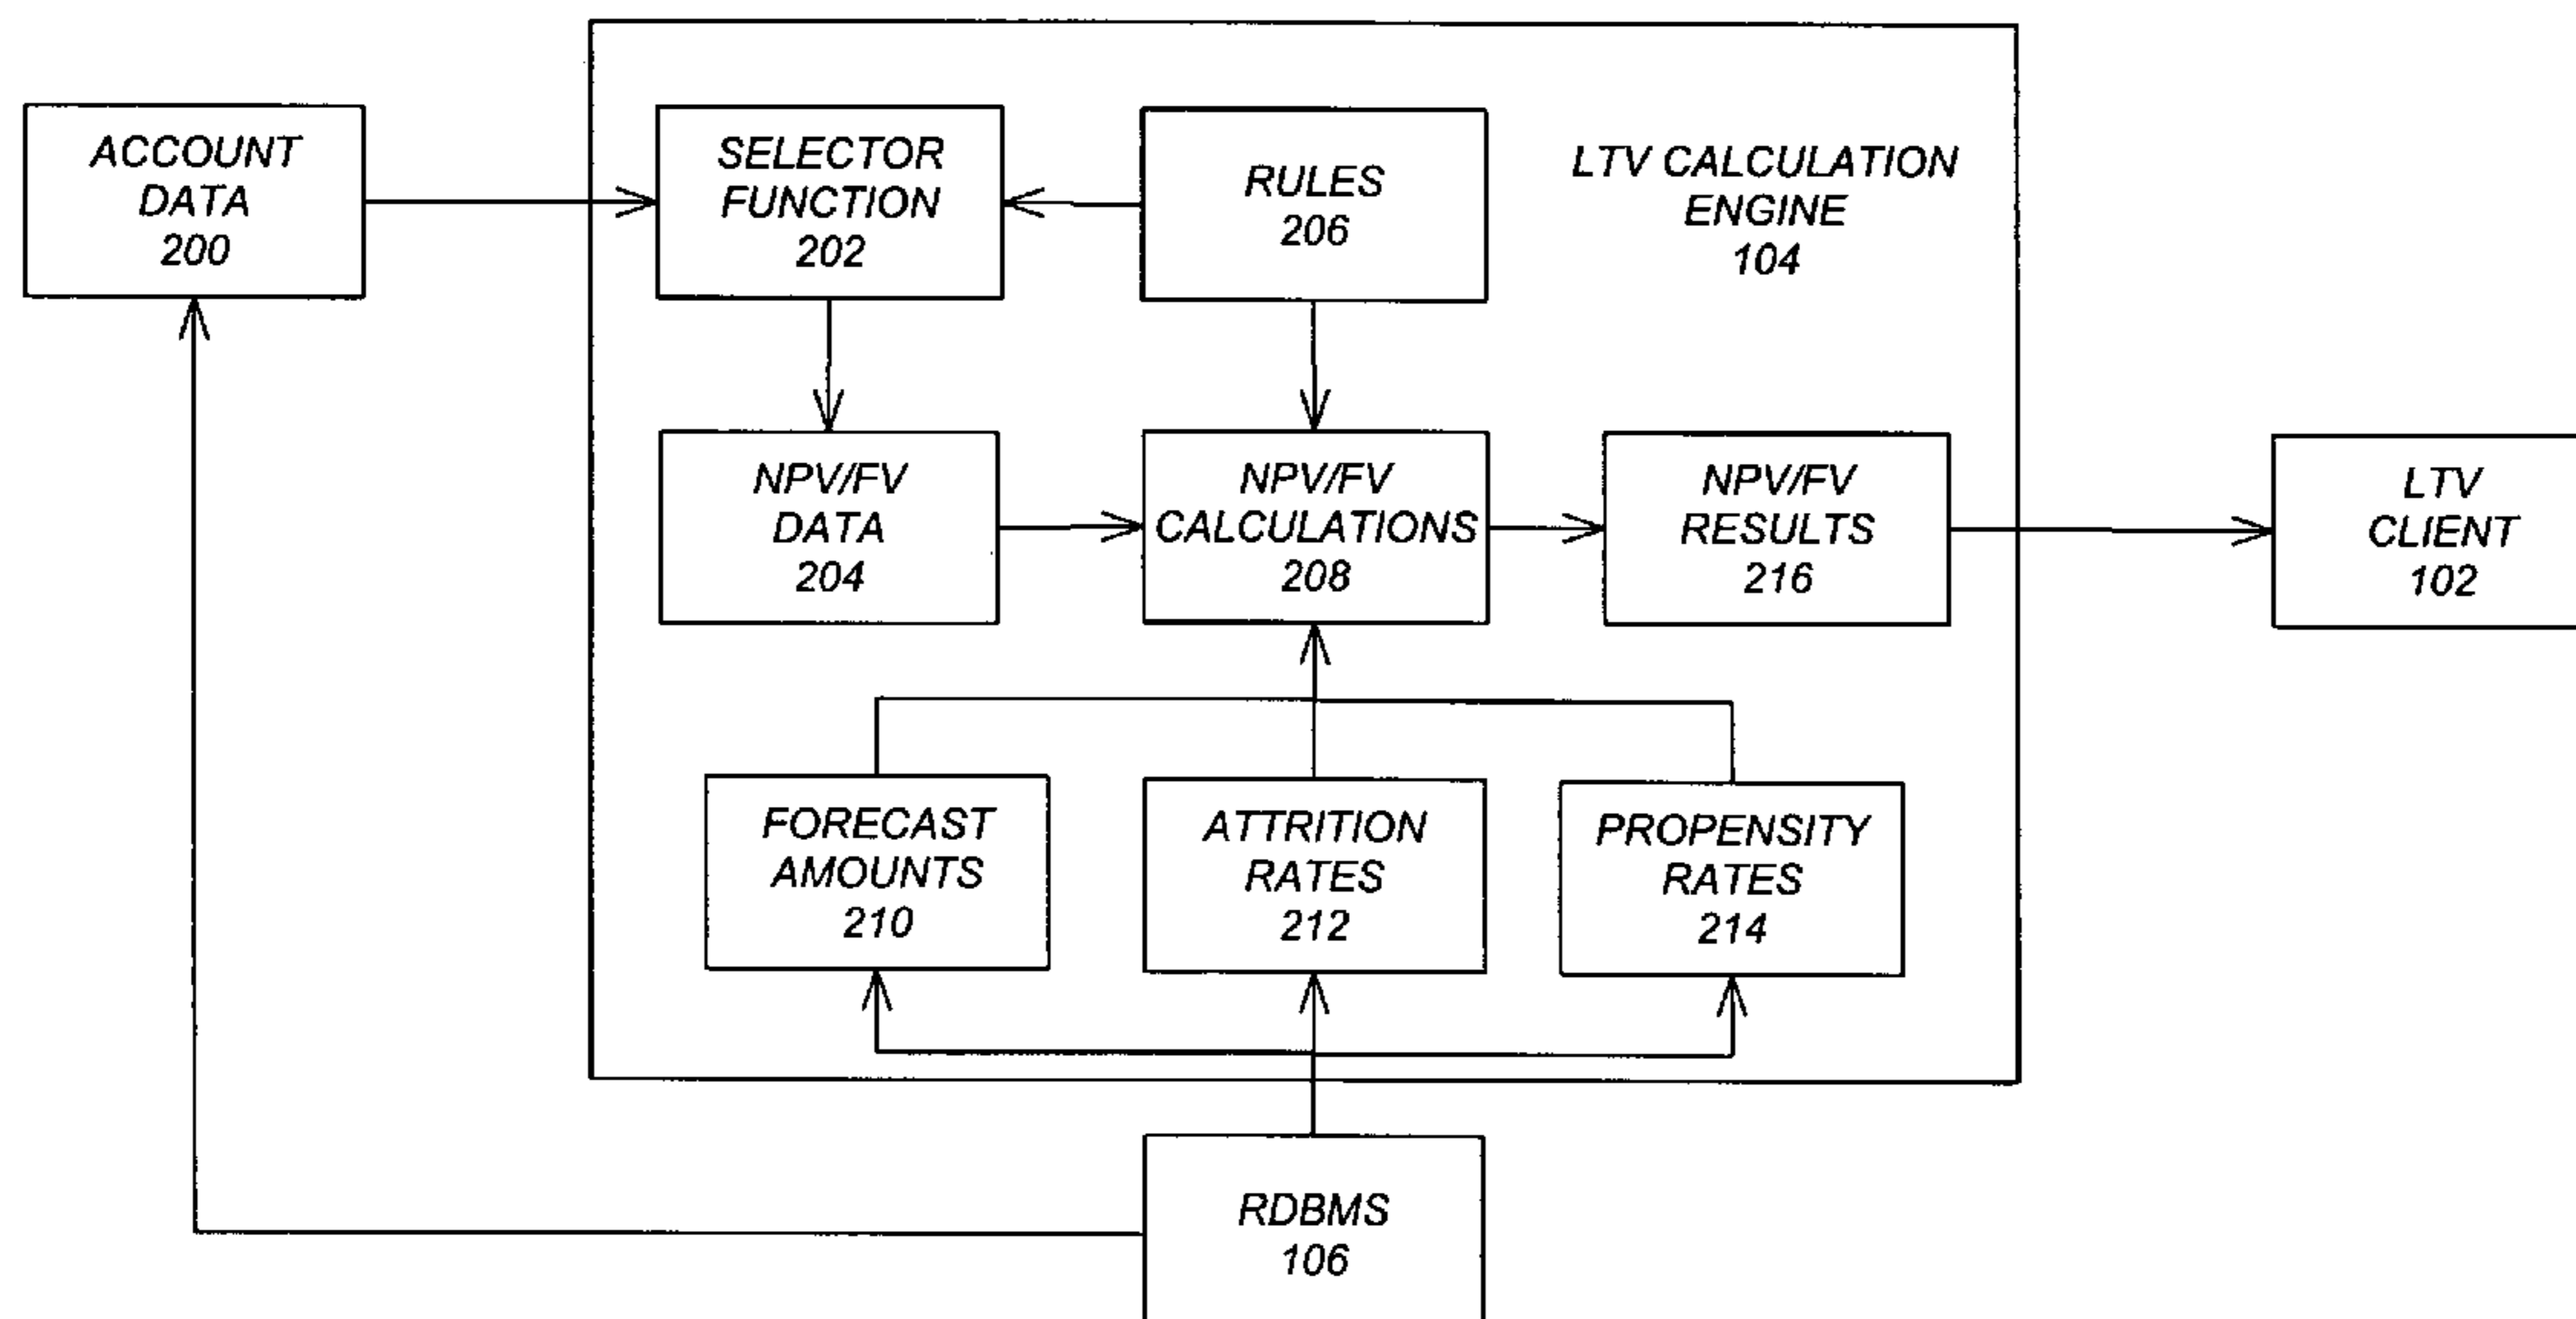 ACCOUNT
DATA
200
SELECTOR
FUNCTION
202
RULES
206
LTV CALCULATION
ENGINE
104
NPV/FV
DATA
204
NPV/FV
CALCULATIONS
208
NPV/FV
RESULTS
216
LTV
CLIENT
102
FORECAST
AMOUNTS
210
ATTRITION
RATES
212
PROPENSITY
RATES
214
RDBMS
106